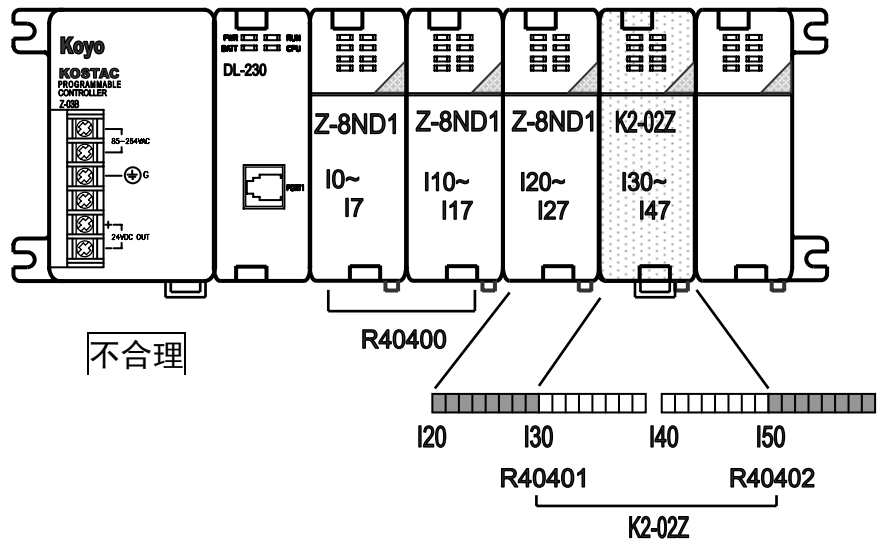 Koyo
KOSTAC
PROGRAMMABLE
CONTROLLER
Z-03B
85-264VAC
G
+
24VDC OUT
-
PWR RUN
BATT CPU
DL-230
PORT1
Z-8ND1
I0~
I7
Z-8ND1
I10~
I17
Z-8ND1
I20~
I27
K2-02Z
I30~
I47
R40400
不合理
I20 I30 I40 I50
R40401 R40402
K2-02Z